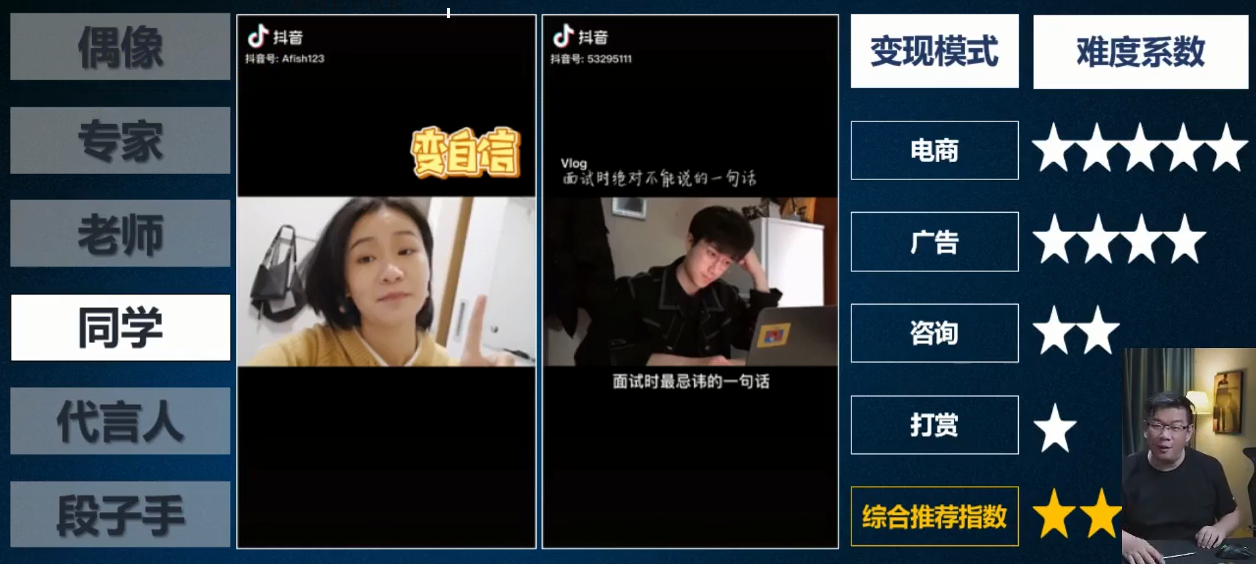 偶像
专家
老师
同学
代言人
段子手
抖音
抖音号: Afish123
变自信
抖音
抖音号: 53295111
Vlog
面试时绝对不能说的一句话
面试时最忌讳的一句话
变现模式
难度系数
电商
广告
咨询
打赏
综合推荐指数